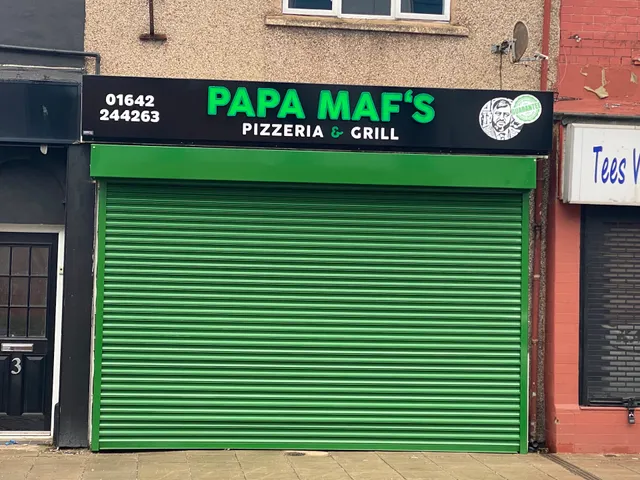 01642
244263
PAPA MAF'S
PIZZERIA & GRILL
Tees
3